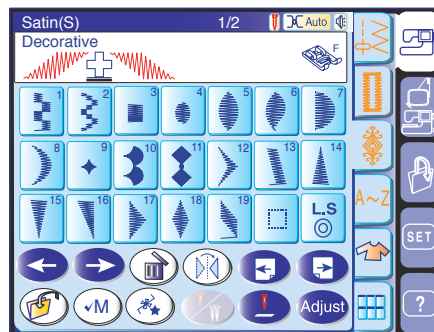 Satin(S) 1/2 Auto
Decorative
F
1 2 3 4 5 6 7
8 9 10 11 12 13 14
15 16 17 18 19 L.S
A~Z
SET
✓M Adjust
?